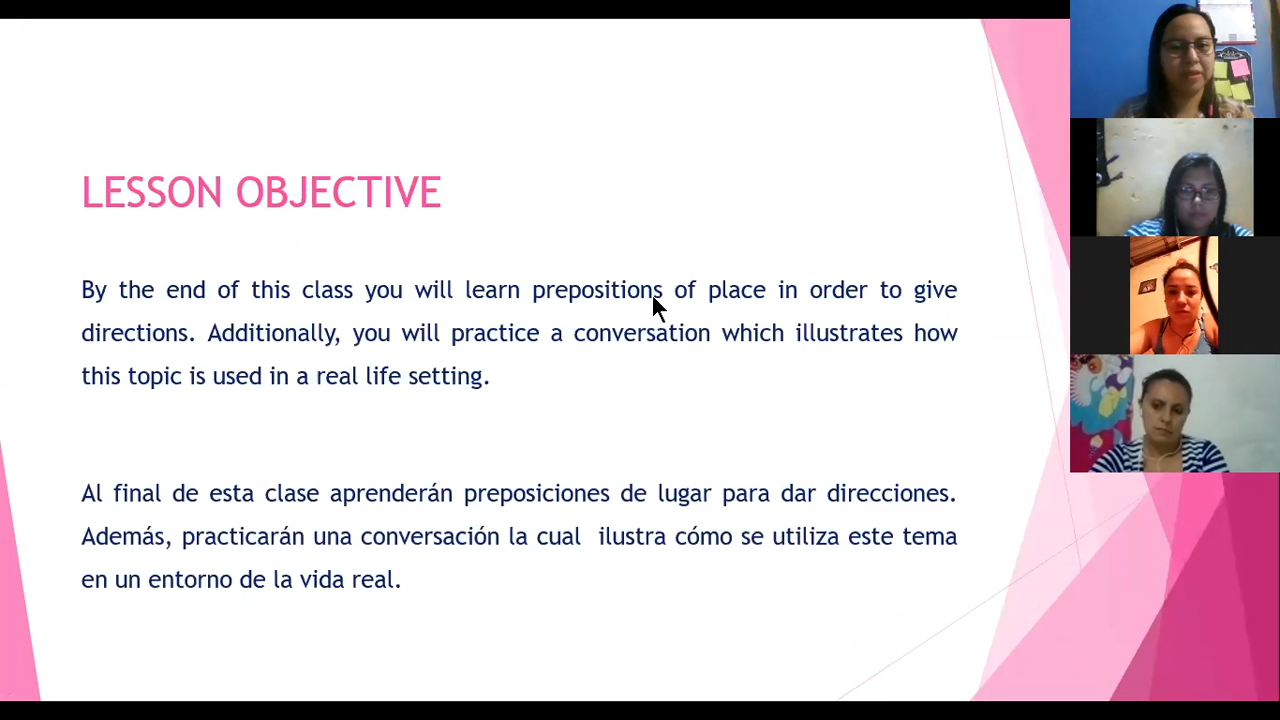 LESSON OBJECTIVE
By the end of this class you will learn prepositions of place in order to give
directions. Additionally, you will practice a conversation which illustrates how
this topic is used in a real life setting.
Al final de esta clase aprenderán preposiciones de lugar para dar direcciones.
Además, practicarán una conversación la cual ilustra cómo se utiliza este tema
en un entorno de la vida real.